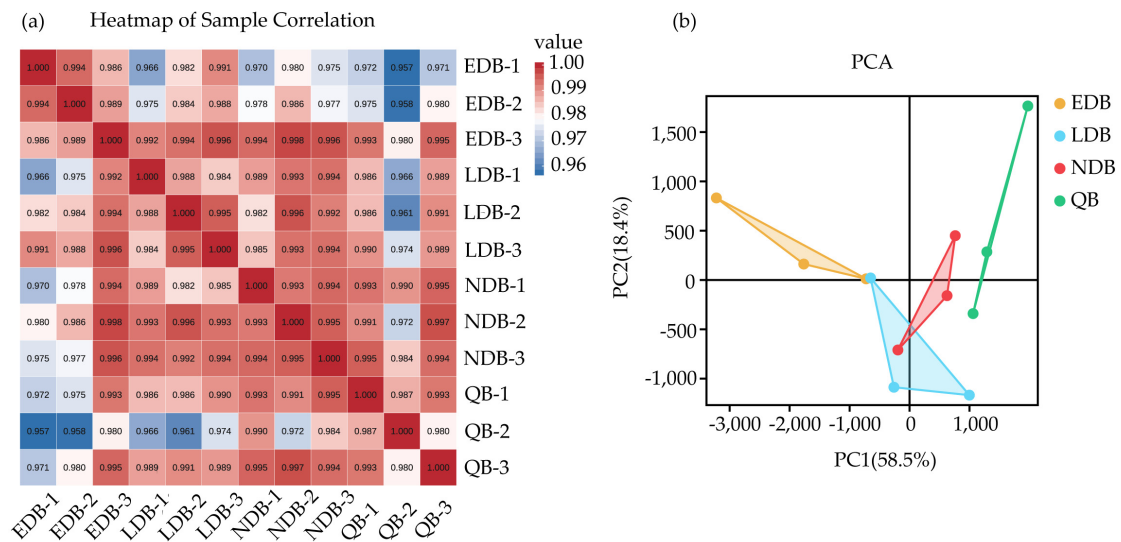 (a) Heatmap of Sample Correlation
value
1.000 0.994 0.986 0.966 0.982 0.991 0.970 0.980 0.975 0.972 0.957 0.971 EDB-1
0.994 1.000 0.989 0.975 0.984 0.988 0.978 0.986 0.977 0.975 0.958 0.980 EDB-2
0.986 0.989 1.000 0.992 0.994 0.996 0.994 0.998 0.996 0.993 0.980 0.995 EDB-3
0.966 0.975 0.992 1.000 0.988 0.984 0.989 0.993 0.994 0.986 0.966 0.989 LDB-1
0.982 0.984 0.994 0.988 1.000 0.995 0.982 0.996 0.992 0.986 0.961 0.991 LDB-2
0.991 0.988 0.996 0.984 0.995 1.000 0.985 0.993 0.994 0.990 0.974 0.989 LDB-3
0.970 0.978 0.994 0.989 0.982 0.985 1.000 0.993 0.994 0.993 0.990 0.995 NDB-1
0.980 0.986 0.998 0.993 0.996 0.993 0.993 1.000 0.995 0.991 0.972 0.997 NDB-2
0.975 0.977 0.996 0.994 0.992 0.994 0.994 0.995 1.000 0.995 0.984 0.994 NDB-3
0.972 0.975 0.993 0.986 0.986 0.990 0.993 0.991 0.995 1.000 0.987 0.993 QB-1
0.957 0.958 0.980 0.966 0.961 0.974 0.990 0.972 0.984 0.987 1.000 0.980 QB-2
0.971 0.980 0.995 0.989 0.991 0.989 0.995 0.997 0.994 0.993 0.980 1.000 QB-3
EDB-1 EDB-2 EDB-3 LDB-1 LDB-2 LDB-3 NDB-1 NDB-2 NDB-3 QB-1 QB-2 QB-3
1.00
0.99
0.98
0.97
0.96
(b)
PCA
EDB
LDB
NDB
QB
PC2(18.4%)
1,500
1,000
500
0
-500
-1,000
-3,000 -2,000 -1,000 0 1,000
PC1(58.5%)